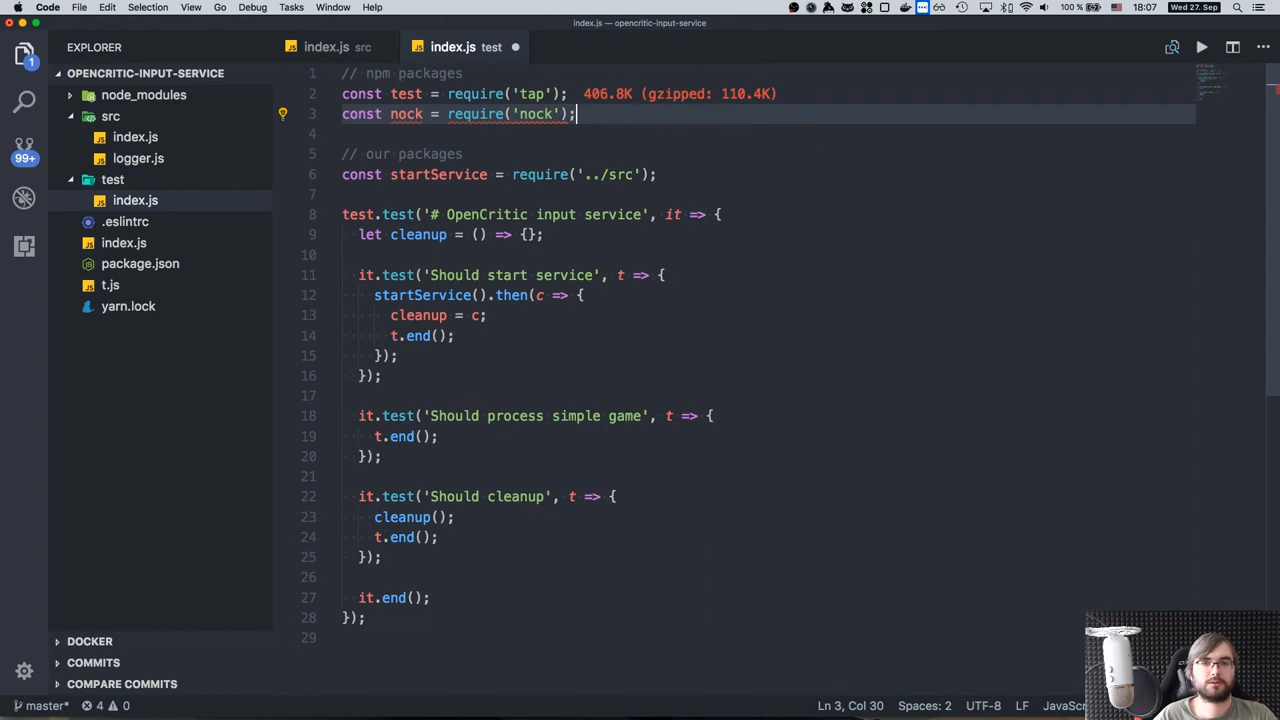 Code File Edit Selection View Go Debug Tasks Window Help 100 % 18:07 Wed 27. Sep
index.js — opencritic-input-service
EXPLORER
index.js src
index.js test
OPENCRITIC-INPUT-SERVICE
node_modules
src
index.js
logger.js
test
index.js
.eslintrc
index.js
package.json
t.js
yarn.lock
DOCKER
COMMITS
COMPARE COMMITS
1
99+
1 // npm packages
2 const test = require('tap'); 406.8K (gzipped: 110.4K)
3 const nock = require('nock');
4
5 // our packages
6 const startService = require('../src');
7
8 test.test('# OpenCritic input service', it => {
9 let cleanup = () => {};
10
11 it.test('Should start service', t => {
12 startService().then(c => {
13 cleanup = c;
14 t.end();
15 });
16 });
17
18 it.test('Should process simple game', t => {
19 t.end();
20 });
21
22 it.test('Should cleanup', t => {
23 cleanup();
24 t.end();
25 });
26
27 it.end();
28 });
29
master* 4 0 Ln 3, Col 30 Spaces: 2 UTF-8 LF